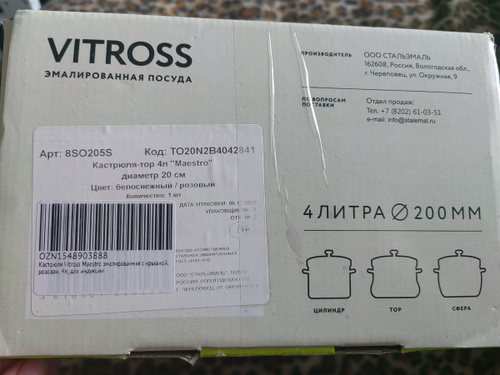 VITROSS
ЭМАЛИРОВАННАЯ ПОСУДА
ПРОИЗВОДИТЕЛЬ
ООО СТАЛЬЭМАЛЬ
162608, Россия, Вологодская обл.,
г. Череповец, ул. Окружная, 9
ПО ВОПРОСАМ
ПОСТАВКИ
Отдел продаж:
Тел. +7 (8202) 61-03-51
e-mail: info@stalemal.ru
Арт: 8SO205S
Код: TO20N2B4042841
Кастрюля-тор 4л "Maestro"
диаметр 20 см
Цвет: белоснежный / розовый
Количество: 1 шт
ДАТА УПАКОВКИ:
УПАКОВЩИК
OZN1548903888
Кастрюля Vitross Maestro эмалированная с крышкой,
розовая, 4л, для индукции
4 ЛИТРА Ø 200 ММ
ЦИЛИНДР
ТОР
СФЕРА